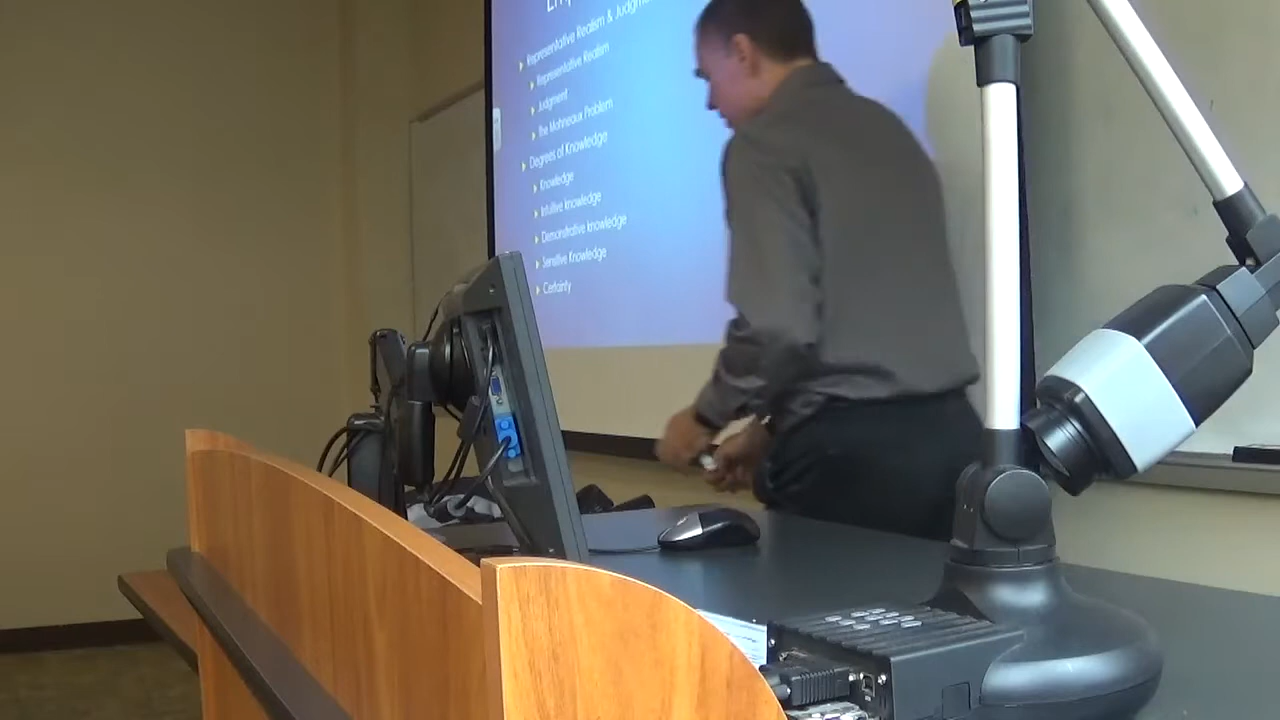 Representative Realism & Judgme
Representative Realism
Judgment
The Molyneaux Problem
Degrees of Knowledge
Knowledge
Intuitive knowledge
Demonstrative knowledge
Sensitive Knowledge
Certainty